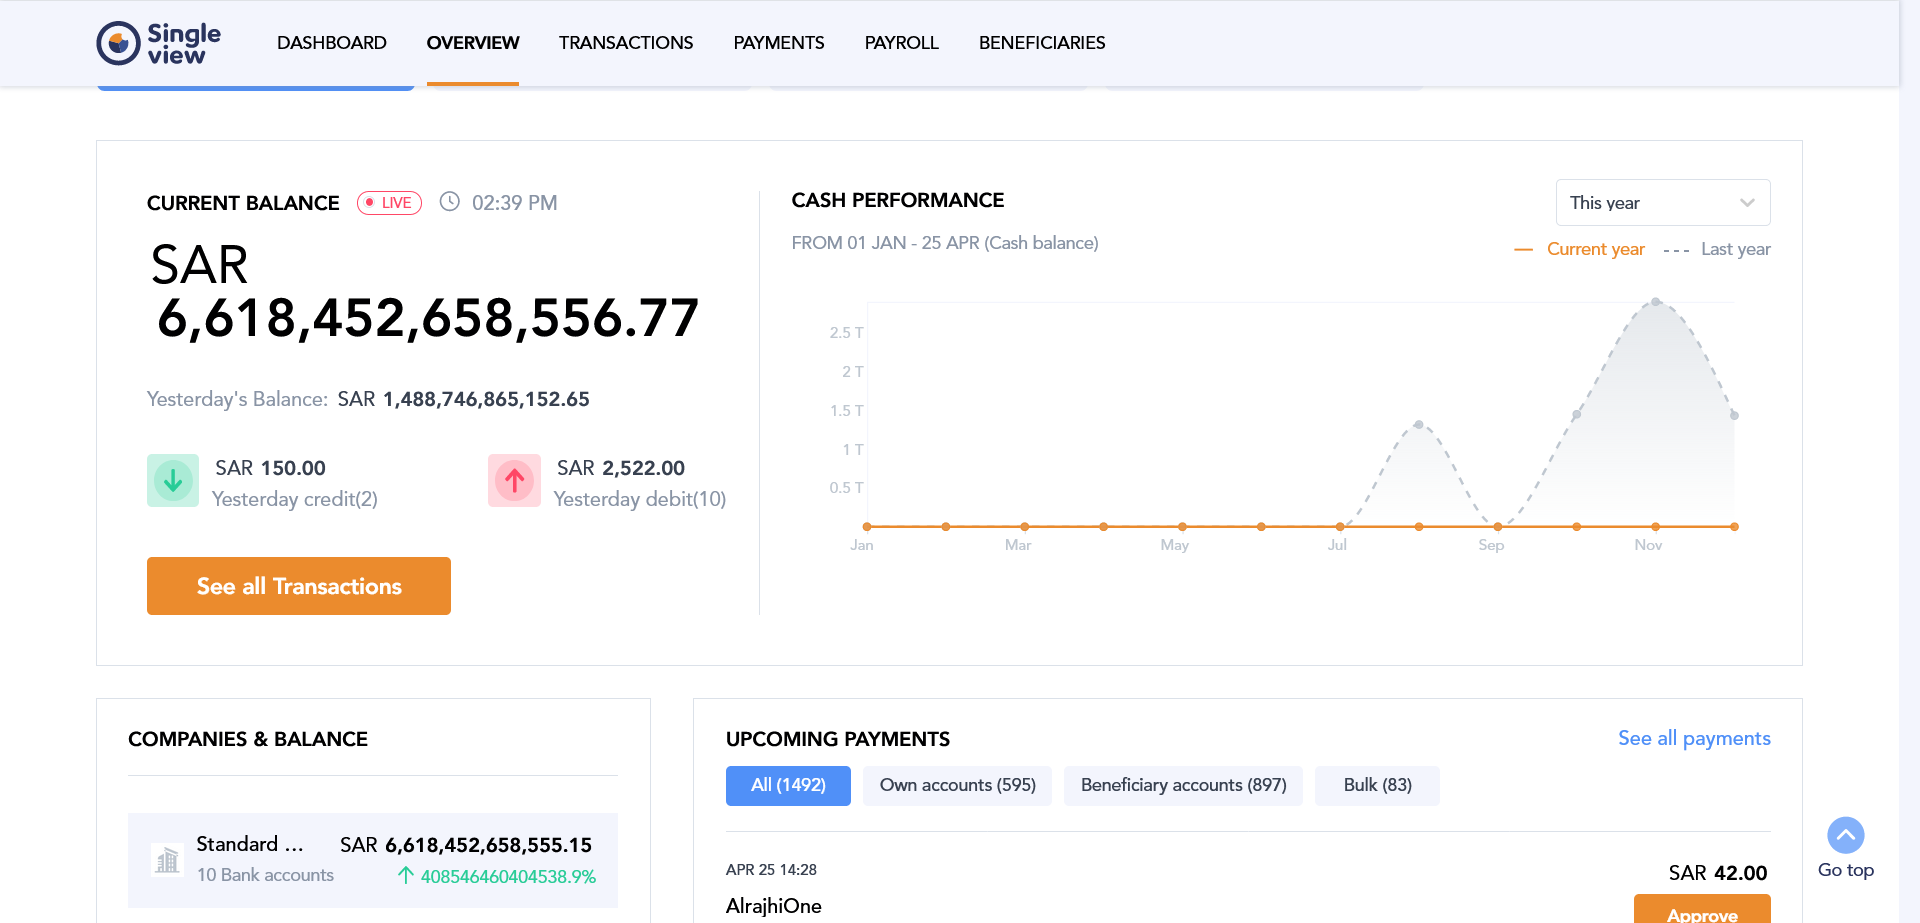 Single view
DASHBOARD OVERVIEW TRANSACTIONS PAYMENTS PAYROLL BENEFICIARIES
CURRENT BALANCE LIVE 02:39 PM
SAR
6,618,452,658,556.77
Yesterday's Balance: SAR 1,488,746,865,152.65
SAR 150.00
Yesterday credit(2)
SAR 2,522.00
Yesterday debit(10)
See all Transactions
CASH PERFORMANCE
This year
FROM 01 JAN - 25 APR (Cash balance)
Current year Last year
2.5 T
2 T
1.5 T
1 T
0.5 T
Jan Mar May Jul Sep Nov
COMPANIES & BALANCE
Standard ... SAR 6,618,452,658,555.15
10 Bank accounts 408546460404538.9%
UPCOMING PAYMENTS See all payments
All (1492) Own accounts (595) Beneficiary accounts (897) Bulk (83)
APR 25 14:28 SAR 42.00
AlrajhiOne Approve
Go top